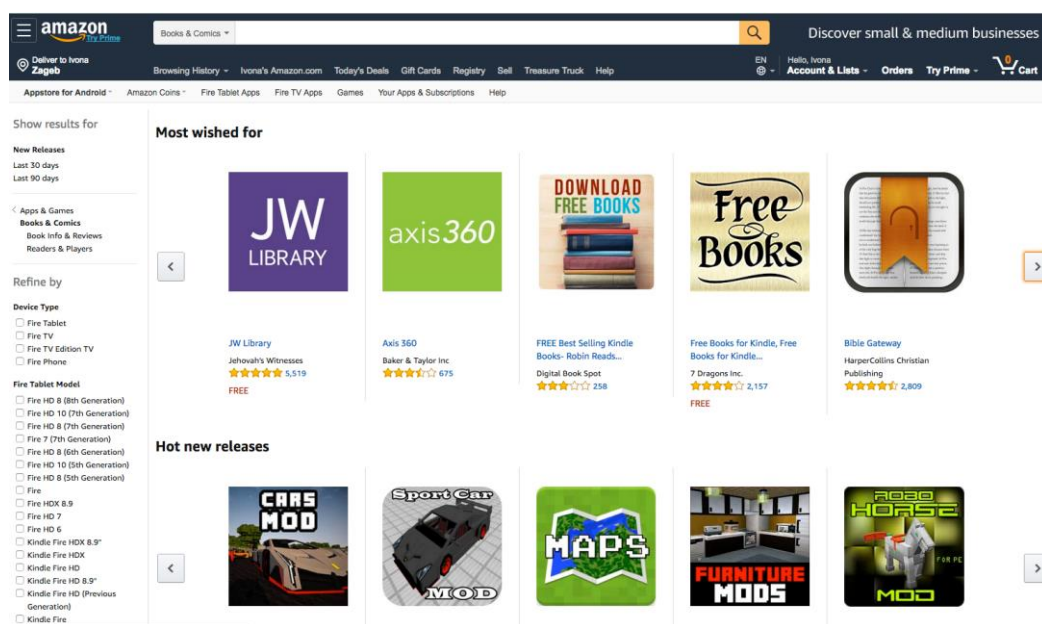 amazon
Try Prime
Books & Comics
Discover small & medium businesses
Deliver to Ivona
Zageb
Browsing History
Ivona's Amazon.com
Today's Deals
Gift Cards
Registry
Sell
Treasure Truck
Help
EN
Hello, Ivona
Account & Lists
Orders
Try Prime
0
Cart
Appstore for Android
Amazon Coins
Fire Tablet Apps
Fire TV Apps
Games
Your Apps & Subscriptions
Help
Show results for
New Releases
Last 30 days
Last 90 days
Apps & Games
Books & Comics
Book Info & Reviews
Readers & Players
Refine by
Device Type
Fire Tablet
Fire TV
Fire TV Edition TV
Fire Phone
Fire Tablet Model
Fire HD 8 (8th Generation)
Fire HD 10 (7th Generation)
Fire HD 8 (7th Generation)
Fire 7 (7th Generation)
Fire HD 8 (6th Generation)
Fire HD 10 (5th Generation)
Fire HD 8 (5th Generation)
Fire
Fire HDX 8.9
Fire HD 7
Fire HD 6
Kindle Fire HDX 8.9"
Kindle Fire HDX
Kindle Fire HD
Kindle Fire HD 8.9"
Kindle Fire HD (Previous
Generation)
Kindle Fire
Most wished for
JW
LIBRARY
JW Library
Jehovah's Witnesses
5,519
FREE
axis360
Axis 360
Baker & Taylor Inc
675
DOWNLOAD
FREE BOOKS
FREE Best Selling Kindle
Books- Robin Reads...
Digital Book Spot
258
Free
Books
Free Books for Kindle, Free
Books for Kindle...
7 Dragons Inc.
2,157
FREE
Bible Gateway
HarperCollins Christian
Publishing
2,809
Hot new releases
CARS
MOD
Sport Car
MOD
MAPS
FURNITURE
MODS
ROBO
HORSE
FOR PE
MOD